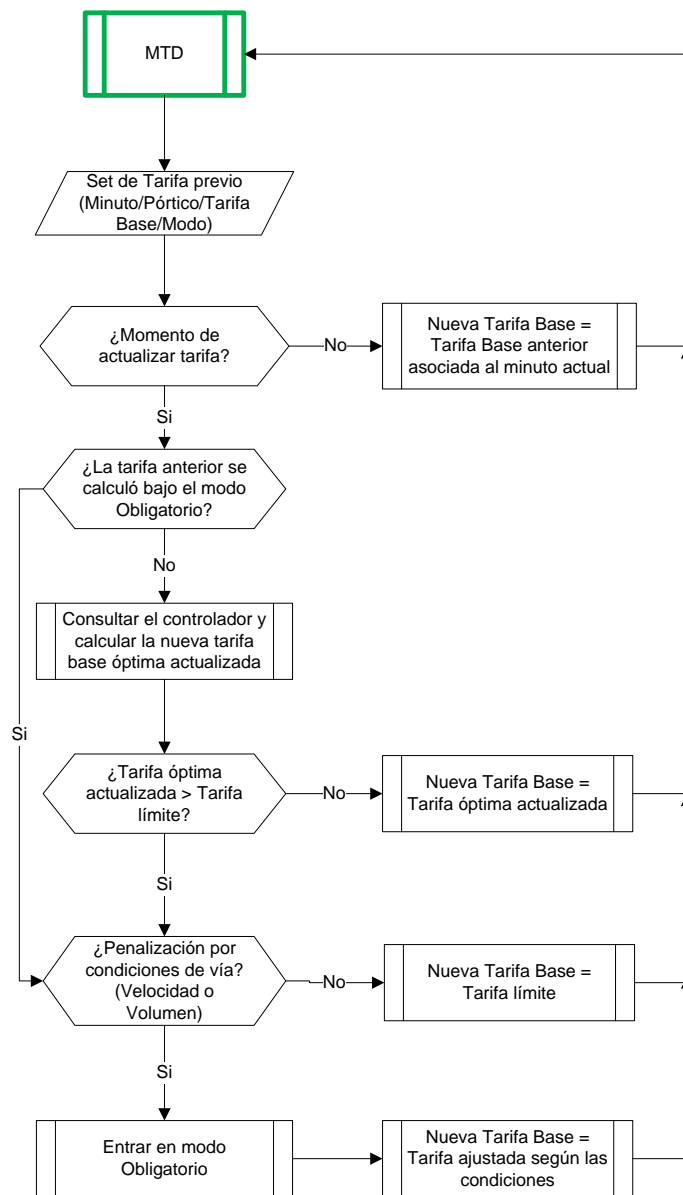 MTD
Set de Tarifa previo
(Minuto/Pórtico/Tarifa
Base/Modo)
¿Momento de
actualizar tarifa?
No
Nueva Tarifa Base =
Tarifa Base anterior
asociada al minuto actual
Si
¿La tarifa anterior se
calculó bajo el modo
Obligatorio?
No
Consultar el controlador y
calcular la nueva tarifa
base óptima actualizada
Si
¿Tarifa óptima
actualizada > Tarifa
límite?
No
Nueva Tarifa Base =
Tarifa óptima actualizada
Si
¿Penalización por
condiciones de vía?
(Velocidad o
Volumen)
No
Nueva Tarifa Base =
Tarifa límite
Si
Entrar en modo
Obligatorio
Nueva Tarifa Base =
Tarifa ajustada según las
condiciones